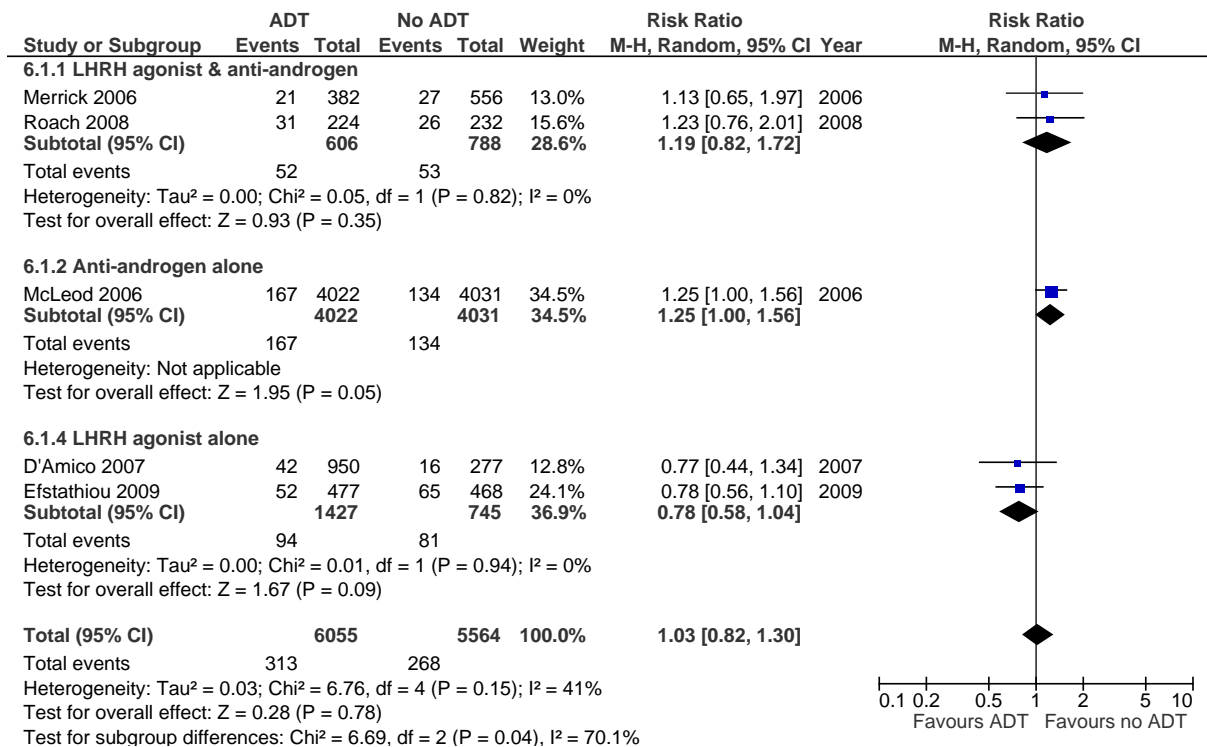 ADT No ADT Risk Ratio Risk Ratio
Study or Subgroup Events Total Events Total Weight M-H, Random, 95% CI Year M-H, Random, 95% CI
6.1.1 LHRH agonist & anti-androgen
Merrick 2006 21 382 27 556 13.0% 1.13 [0.65, 1.97] 2006
Roach 2008 31 224 26 232 15.6% 1.23 [0.76, 2.01] 2008
Subtotal (95% CI) 606 788 28.6% 1.19 [0.82, 1.72]
Total events 52 53
Heterogeneity: Tau² = 0.00; Chi² = 0.05, df = 1 (P = 0.82); I² = 0%
Test for overall effect: Z = 0.93 (P = 0.35)
6.1.2 Anti-androgen alone
McLeod 2006 167 4022 134 4031 34.5% 1.25 [1.00, 1.56] 2006
Subtotal (95% CI) 4022 4031 34.5% 1.25 [1.00, 1.56]
Total events 167 134
Heterogeneity: Not applicable
Test for overall effect: Z = 1.95 (P = 0.05)
6.1.4 LHRH agonist alone
D'Amico 2007 42 950 16 277 12.8% 0.77 [0.44, 1.34] 2007
Efstathiou 2009 52 477 65 468 24.1% 0.78 [0.56, 1.10] 2009
Subtotal (95% CI) 1427 745 36.9% 0.78 [0.58, 1.04]
Total events 94 81
Heterogeneity: Tau² = 0.00; Chi² = 0.01, df = 1 (P = 0.94); I² = 0%
Test for overall effect: Z = 1.67 (P = 0.09)
Total (95% CI) 6055 5564 100.0% 1.03 [0.82, 1.30]
Total events 313 268
Heterogeneity: Tau² = 0.03; Chi² = 6.76, df = 4 (P = 0.15); I² = 41%
Test for overall effect: Z = 0.28 (P = 0.78)
Test for subgroup differences: Chi² = 6.69, df = 2 (P = 0.04), I² = 70.1%
0.1 0.2 0.5 1 2 5 10
Favours ADT Favours no ADT